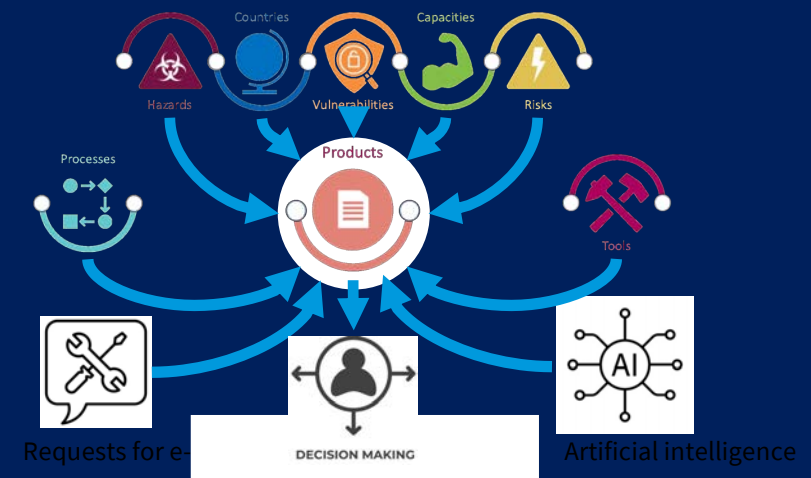 Countries
Capacities
Hazards
Vulnerabilities
Risks
Processes
Products
Tools
AI
Requests for e-
Artificial intelligence
DECISION MAKING